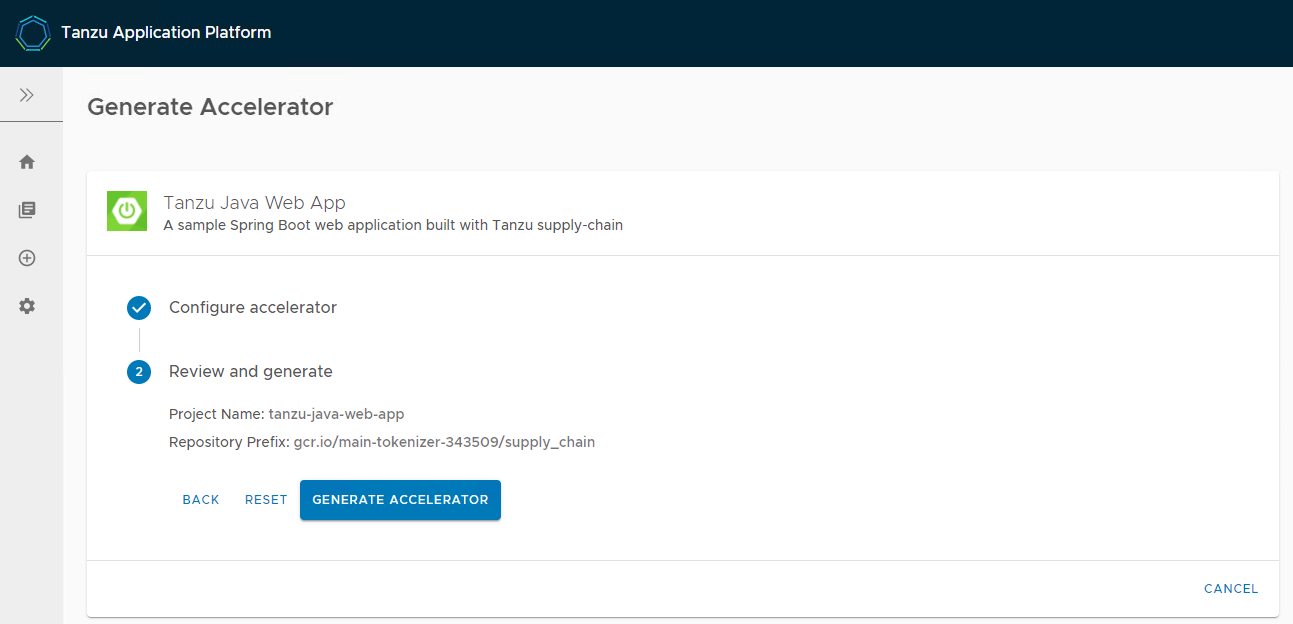 Tanzu Application Platform
Generate Accelerator
Tanzu Java Web App
A sample Spring Boot web application built with Tanzu supply-chain
Configure accelerator
2 Review and generate
Project Name: tanzu-java-web-app
Repository Prefix: gcr.io/main-tokenizer-343509/supply_chain
BACK RESET GENERATE ACCELERATOR
CANCEL